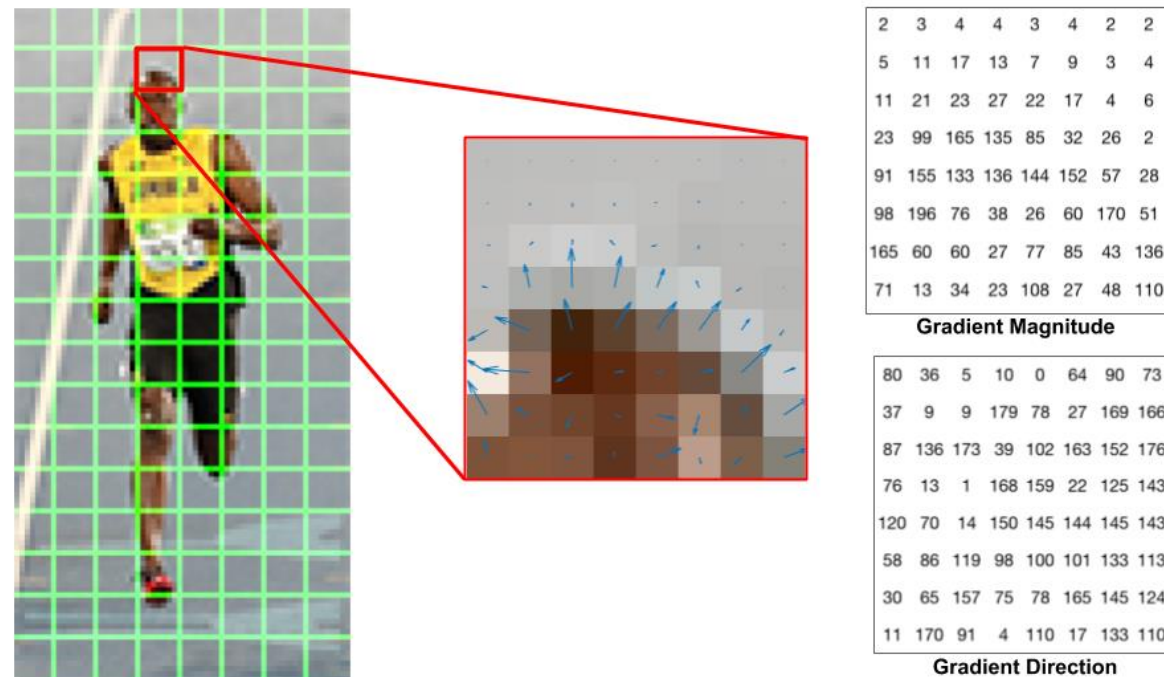 2 3 4 4 3 4 2 2
5 11 17 13 7 9 3 4
11 21 23 27 22 17 4 6
23 99 165 135 85 32 26 2
91 155 133 136 144 152 57 28
98 196 76 38 26 60 170 51
165 60 60 27 77 85 43 136
71 13 34 23 108 27 48 110
Gradient Magnitude
80 36 5 10 0 64 90 73
37 9 9 179 78 27 169 166
87 136 173 39 102 163 152 176
76 13 1 168 159 22 125 143
120 70 14 150 145 144 145 143
58 86 119 98 100 101 133 113
30 65 157 75 78 165 145 124
11 170 91 4 110 17 133 110
Gradient Direction